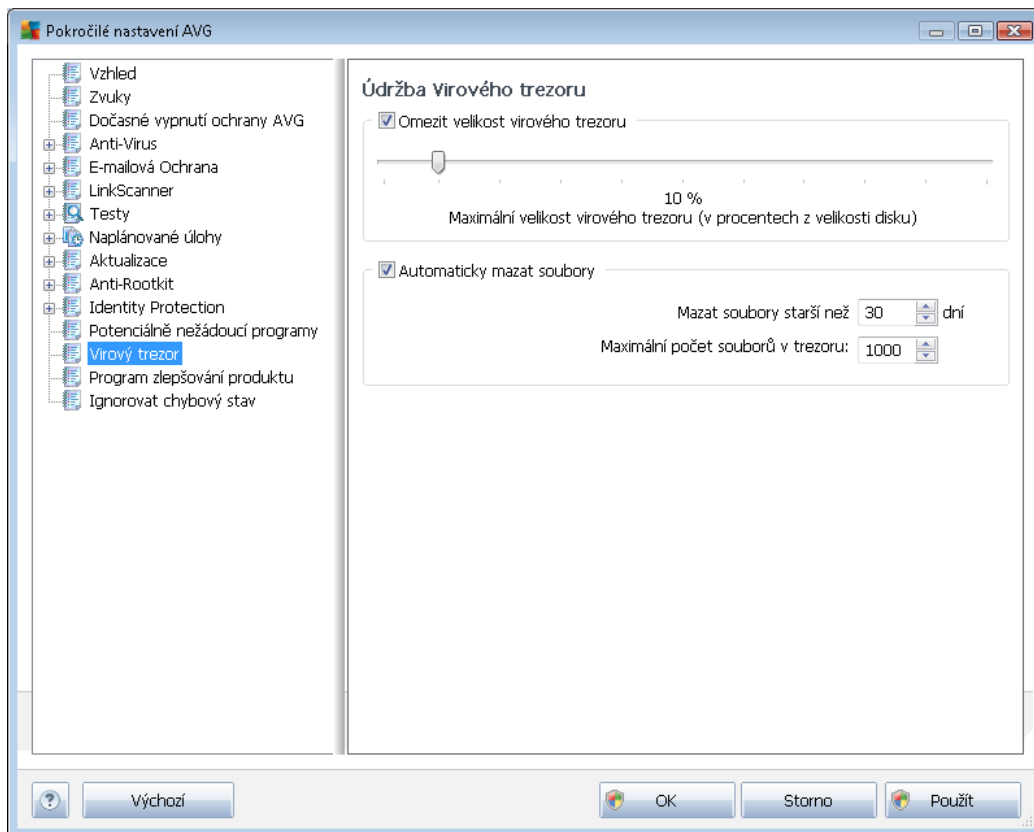 Pokročilé nastavení AVG
Vzhled
Zvuky
Dočasné vypnutí ochrany AVG
Anti-Virus
E-mailová Ochrana
LinkScanner
Testy
Naplánované úlohy
Aktualizace
Anti-Rootkit
Identity Protection
Potenciálně nežádoucí programy
Virový trezor
Program zlepšování produktu
Ignorovat chybový stav
Údržba Virového trezoru
Omezit velikost virového trezoru
10 %
Maximální velikost virového trezoru (v procentech z velikosti disku)
Automaticky mazat soubory
Mazat soubory starší než 30 dní
Maximální počet souborů v trezoru: 1000
? Výchozí OK Storno Použít